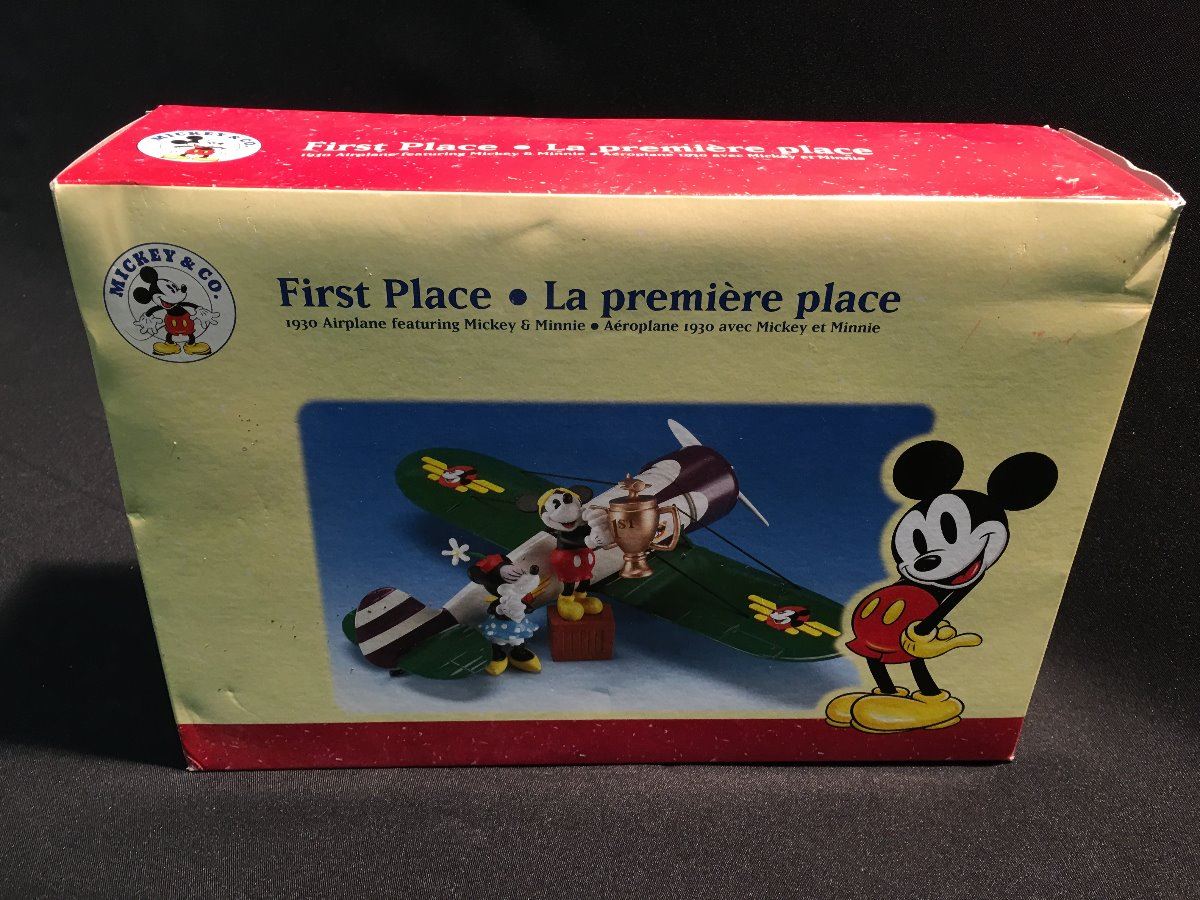 MICKEY & CO.
First Place • La première place
1930 Airplane featuring Mickey & Minnie • Aéroplane 1930 avec Mickey et Minnie
MICKEY & CO.
First Place • La première place
1930 Airplane featuring Mickey & Minnie • Aéroplane 1930 avec Mickey et Minnie
1ST